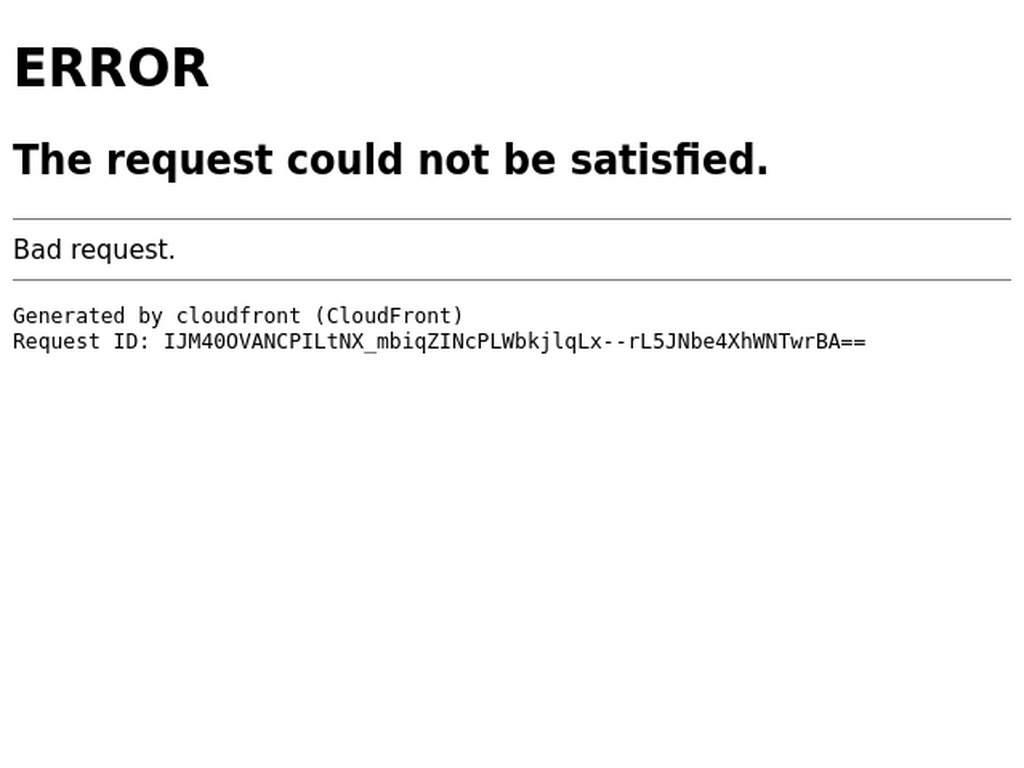 ERROR
The request could not be satisfied.
Bad request.
Generated by cloudfront (CloudFront)
Request ID: IJM40OVANCPILtNX_mbiqZINcPLWbkjlqLx--rL5JNbe4XhWNTwrBA==